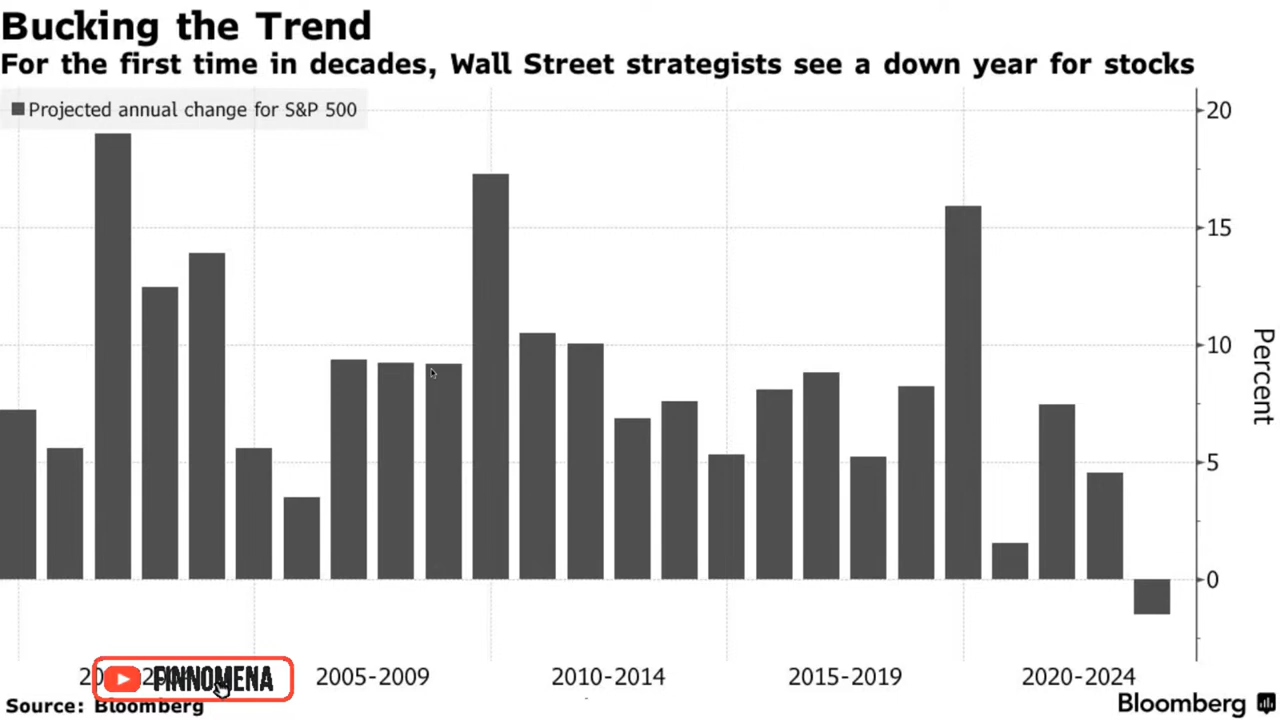 Bucking the Trend
For the first time in decades, Wall Street strategists see a down year for stocks
Projected annual change for S&P 500
20
15
10
5
0
Percent
FINNOMENA
2005-2009
2010-2014
2015-2019
2020-2024
Source: Bloomberg
Bloomberg